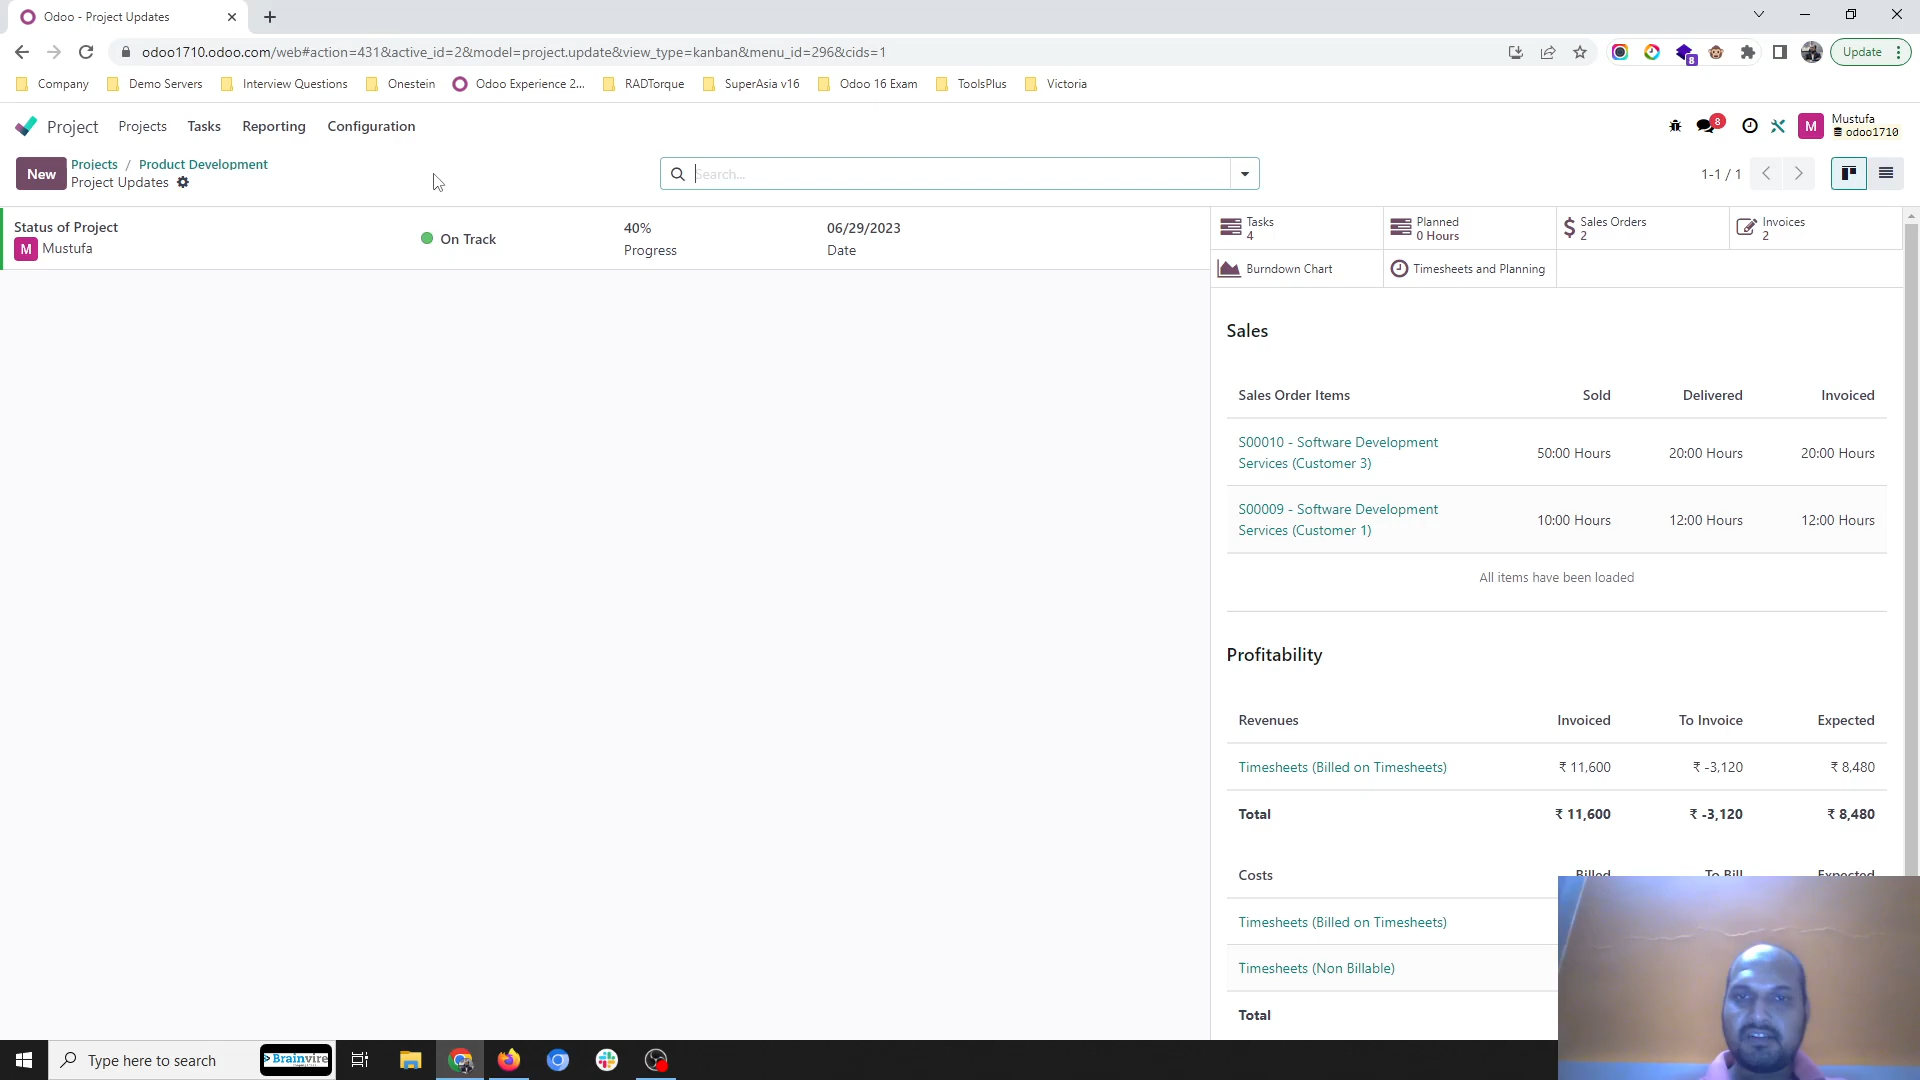 Odoo - Project Updates
odoo1710.odoo.com/web#action=431&active_id=2&model=project.update&view_type=kanban&menu_id=296&cids=1
8
Update
Company
Demo Servers
Interview Questions
Onestein
Odoo Experience 2...
RADTorque
SuperAsia v16
Odoo 16 Exam
ToolsPlus
Victoria
Project
Projects
Tasks
Reporting
Configuration
8
M
Mustufa
odoo1710
New
Projects / Product Development
Project Updates
Search...
1-1 / 1
Status of Project
M Mustufa
On Track
40%
Progress
06/29/2023
Date
Tasks
4
Planned
0 Hours
Sales Orders
2
Invoices
2
Burndown Chart
Timesheets and Planning
Sales
Sales Order Items Sold Delivered Invoiced
S00010 - Software Development
Services (Customer 3) 50:00 Hours 20:00 Hours 20:00 Hours
S00009 - Software Development
Services (Customer 1) 10:00 Hours 12:00 Hours 12:00 Hours
All items have been loaded
Profitability
Revenues Invoiced To Invoice Expected
Timesheets (Billed on Timesheets) ₹ 11,600 ₹ -3,120 ₹ 8,480
Total ₹ 11,600 ₹ -3,120 ₹ 8,480
Costs Billed To Bill Expected
Timesheets (Billed on Timesheets)
Timesheets (Non Billable)
Total
Type here to search
Brainvire